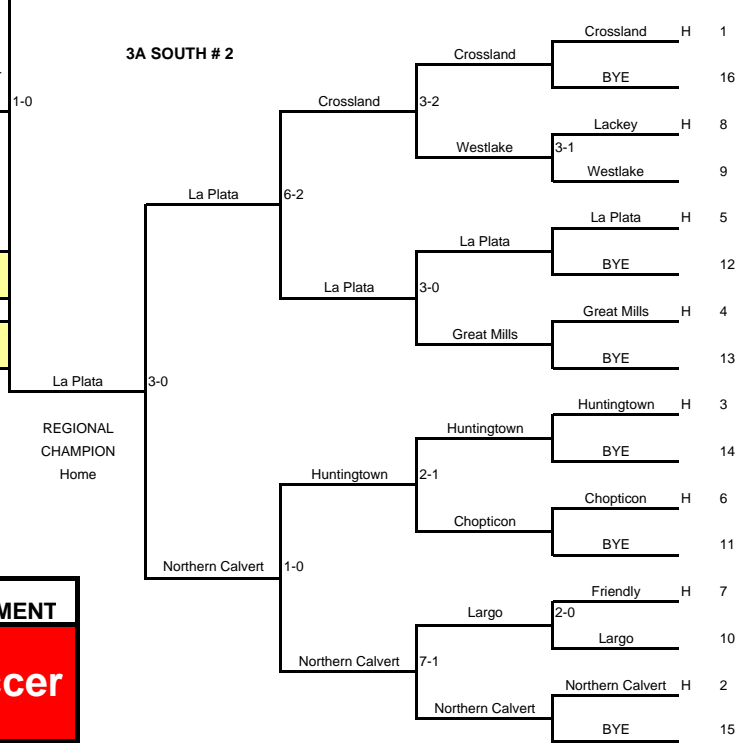 Crossland H 1
3A SOUTH # 2
Crossland
BYE 16
1-0
Crossland
3-2
Lackey H 8
Westlake
3-1
Westlake 9
La Plata
6-2
La Plata H 5
La Plata
BYE 12
La Plata
3-0
Great Mills H 4
Great Mills
BYE 13
La Plata
3-0
Huntingtown H 3
REGIONAL
CHAMPION
Home
Huntingtown
BYE 14
Huntingtown
2-1
Chopticon H 6
Chopticon
BYE 11
Northern Calvert
1-0
Friendly H 7
MENT
Largo
2-0
Largo 10
Northern Calvert
7-1
ccer
Northern Calvert H 2
Northern Calvert
BYE 15